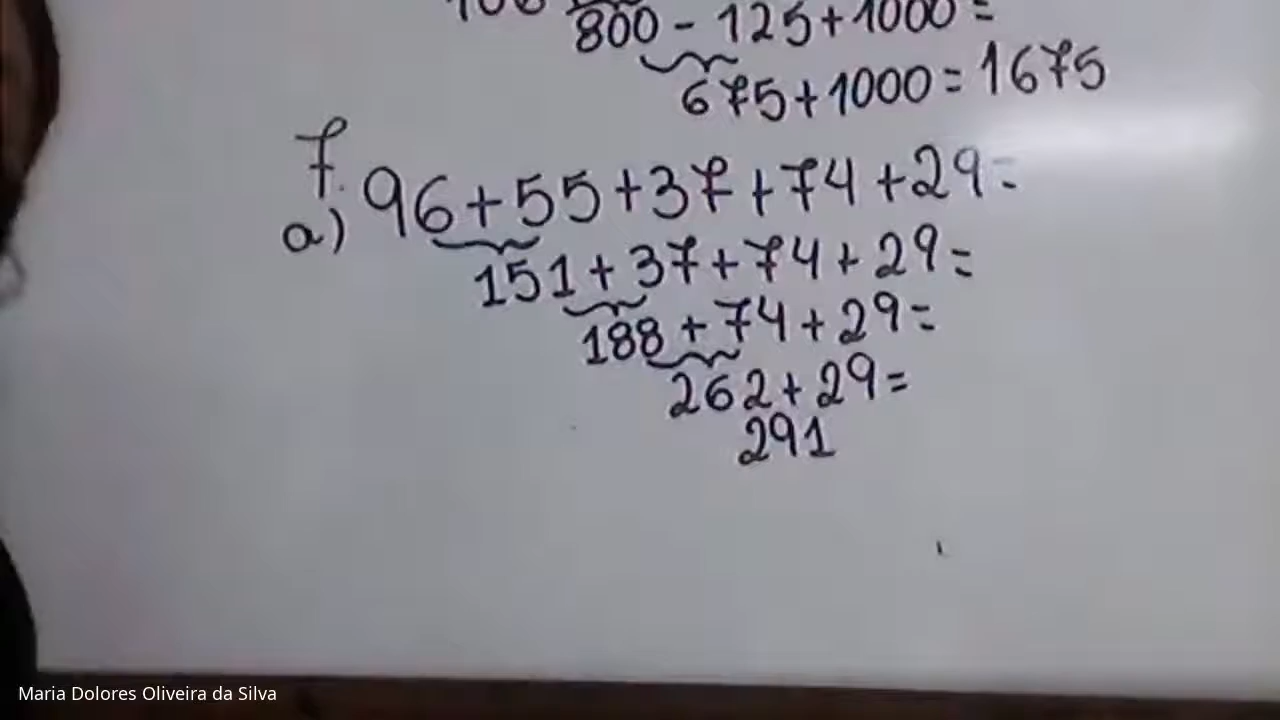 800 - 125 + 1000 =
675 + 1000 = 1675
7.
a) 96 + 55 + 37 + 74 + 29 =
151 + 37 + 74 + 29 =
188 + 74 + 29 =
262 + 29 =
291
Maria Dolores Oliveira da Silva